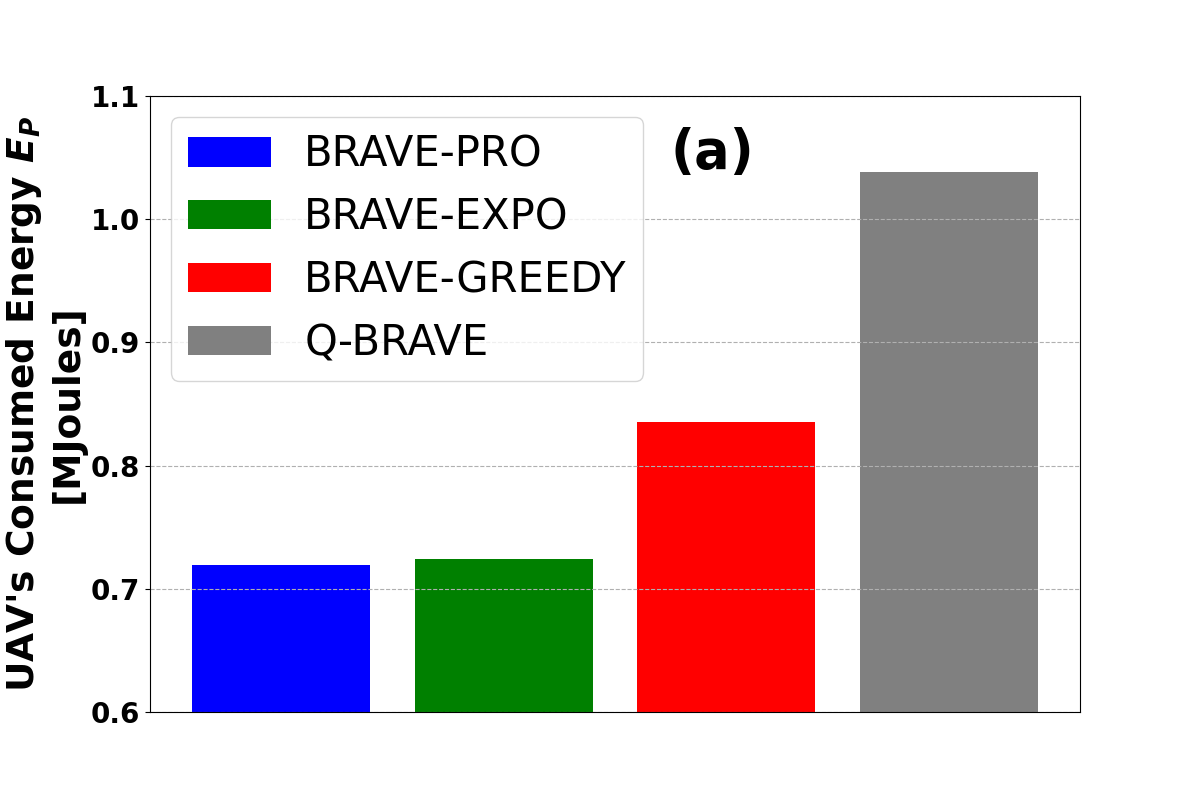 UAV's Consumed Energy E_P
[MJoules]
1.1
1.0
0.9
0.8
0.7
0.6
BRAVE-PRO
BRAVE-EXPO
BRAVE-GREEDY
Q-BRAVE
(a)